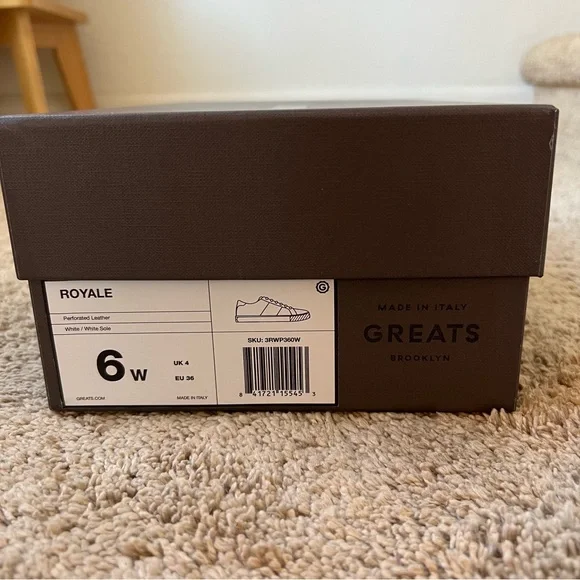 ROYALE
G
Perforated Leather
White / White Sole
6 W
UK 4
EU 36
GREATS.COM
MADE IN ITALY
SKU: 3RWP360W
8 41721 15545 3
MADE IN ITALY
GREATS
BROOKLYN